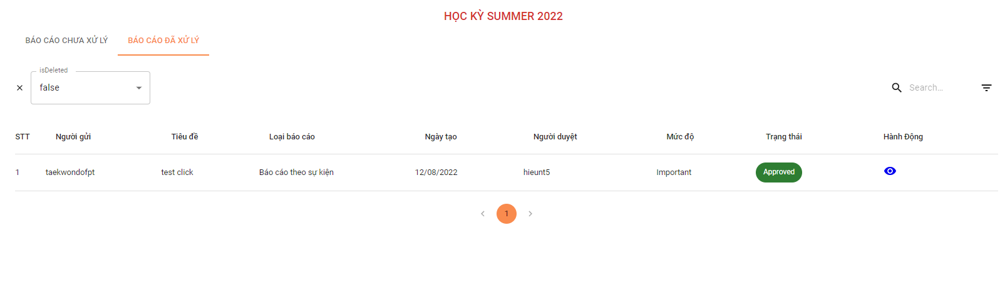 HỌC KỲ SUMMER 2022
BÁO CÁO CHƯA XỬ LÝ BÁO CÁO ĐÃ XỬ LÝ
isDeleted
false
Search...
STT Người gửi Tiêu đề Loại báo cáo Ngày tạo Người duyệt Mức độ Trạng thái Hành Động
1 taekwondofpt test click Báo cáo theo sự kiện 12/08/2022 hieunt5 Important Approved
1